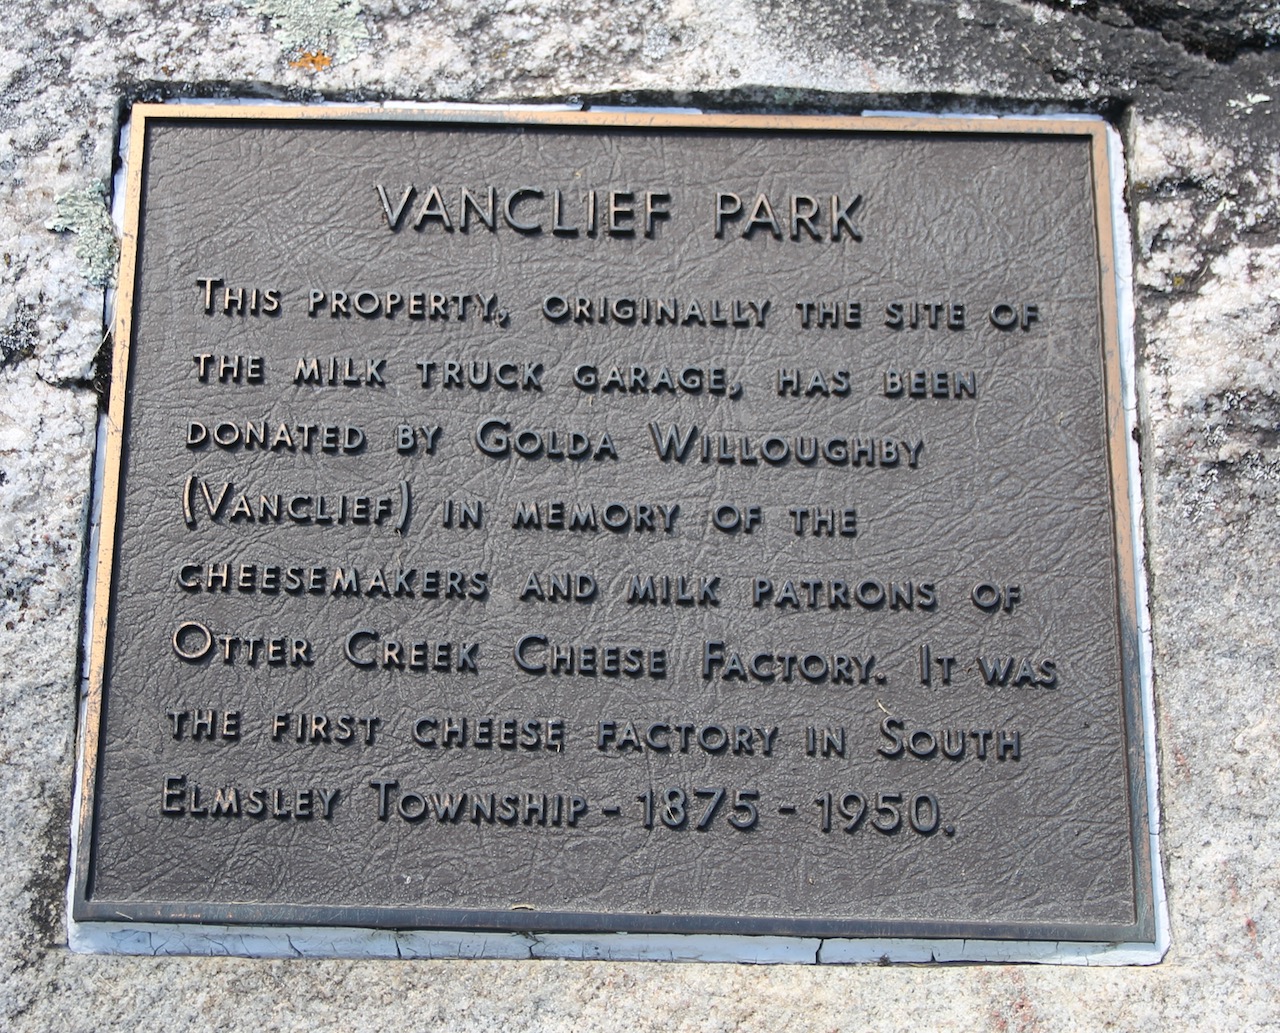 VANCLIEF PARK
THIS PROPERTY, ORIGINALLY THE SITE OF
THE MILK TRUCK GARAGE, HAS BEEN
DONATED BY GOLDA WILLOUGHBY
(VANCLIEF) IN MEMORY OF THE
CHEESEMAKERS AND MILK PATRONS OF
OTTER CREEK CHEESE FACTORY. IT WAS
THE FIRST CHEESE FACTORY IN SOUTH
ELMSLEY TOWNSHIP - 1875 - 1950.